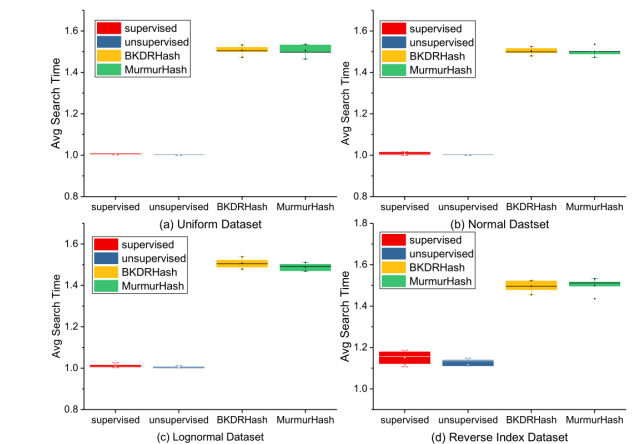 1.6
1.4
1.2
1.0
0.8
Avg Search Time
supervised
unsupervised
BKDRHash
MurmurHash
supervised unsupervised BKDRHash MurmurHash
(a) Uniform Dataset
1.6
1.4
1.2
1.0
0.8
Avg Search Time
supervised
unsupervised
BKDRHash
MurmurHash
supervised unsupervised BKDRHash MurmurHash
(b) Normal Dastset
1.6
1.4
1.2
1.0
0.8
Avg Search Time
supervised
unsupervised
BKDRHash
MurmurHash
supervised unsupervised BKDRHash MurmurHash
(c) Lognormal Dataset
1.8
1.6
1.4
1.2
1.0
Avg Search Time
supervised
unsupervised
BKDRHash
MurmurHash
supervised unsupervised BKDRHash MurmurHash
(d) Reverse Index Dataset